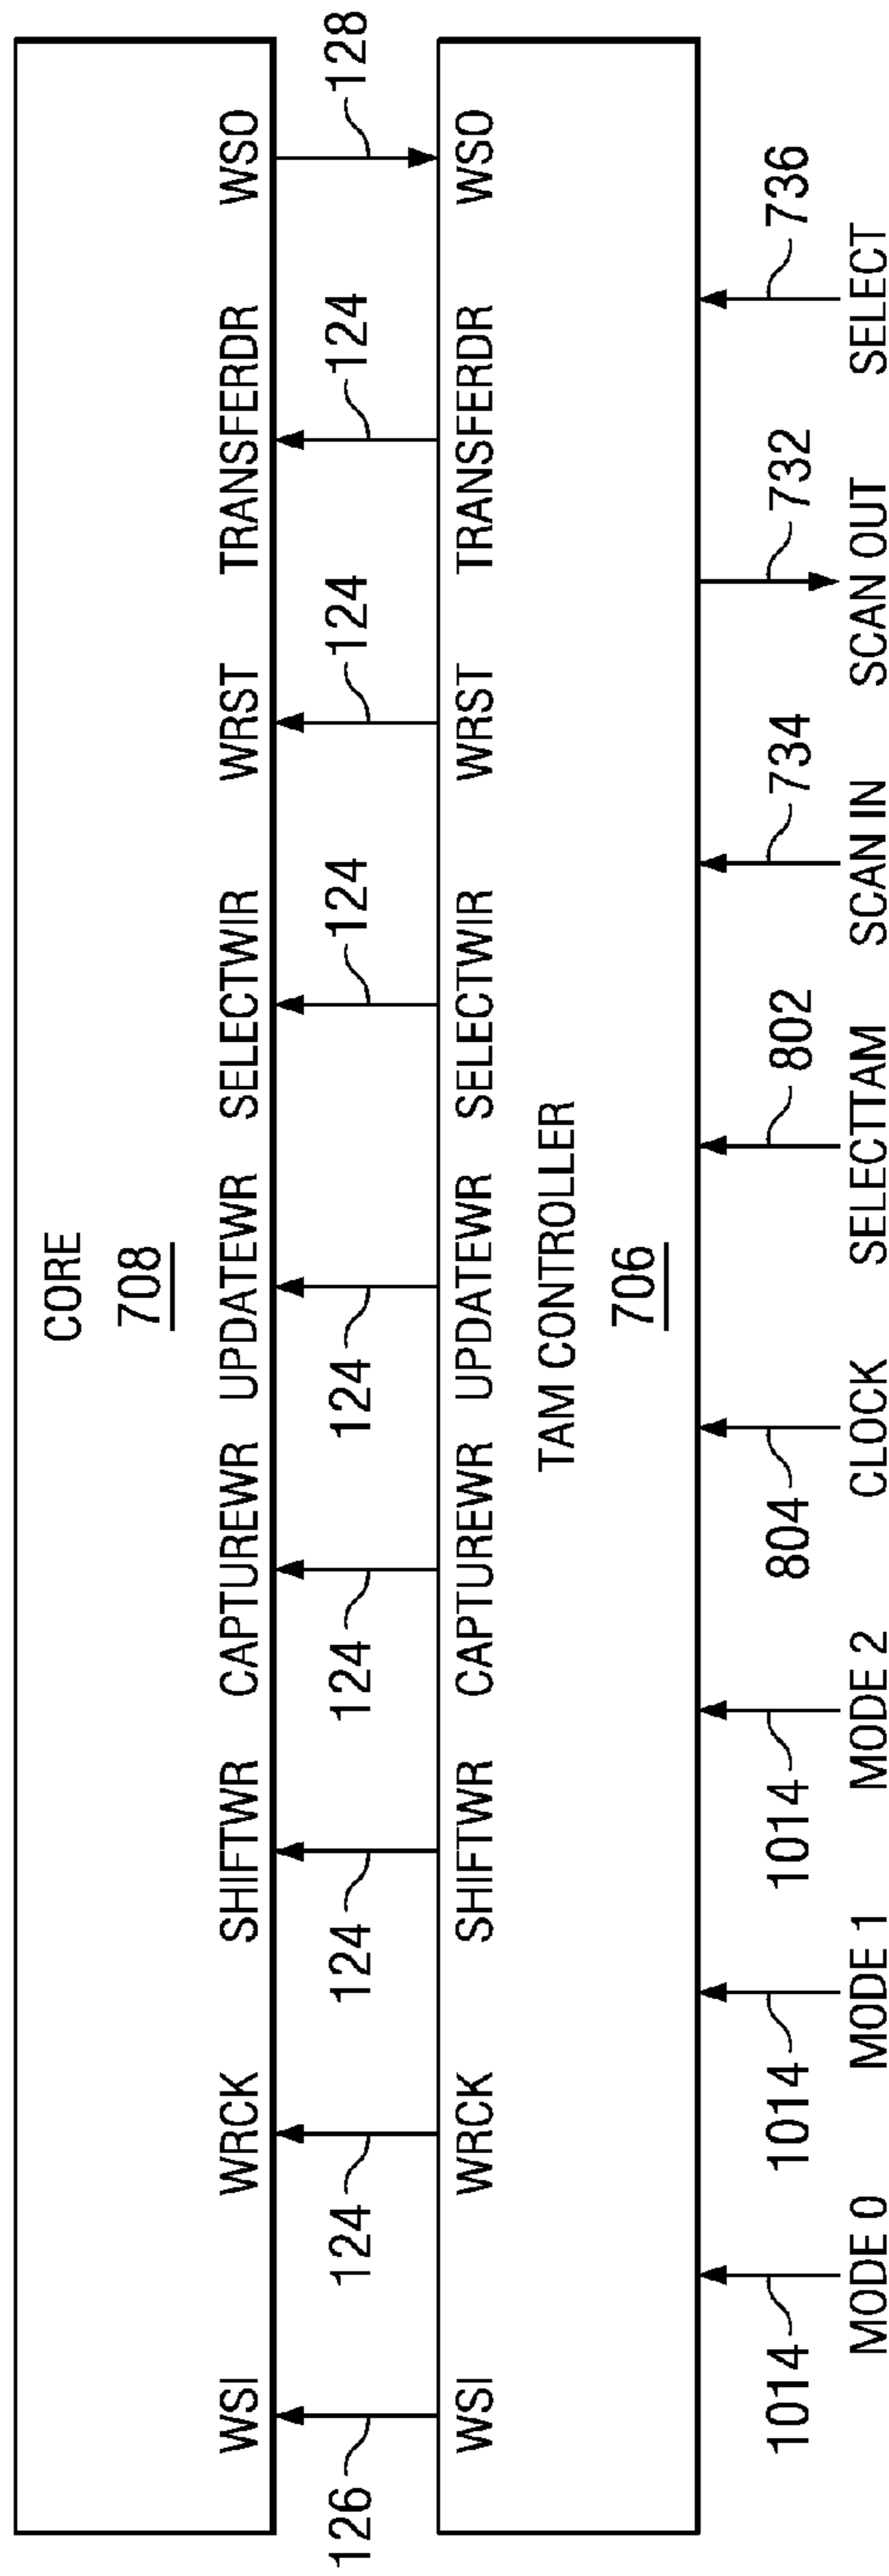 CORE
708
WSI WRCK SHIFTWR CAPTUREWR UPDATEWR SELECTWIR WRST TRANSFERDR WSO
126 124 124 124 124 124 124 124 128
WSI WRCK SHIFTWR CAPTUREWR UPDATEWR SELECTWIR WRST TRANSFERDR WSO
TAM CONTROLLER
706
1014 1014 1014 804 802 734 732 736
MODE 0 MODE 1 MODE 2 CLOCK SELECTTAM SCAN IN SCAN OUT SELECT